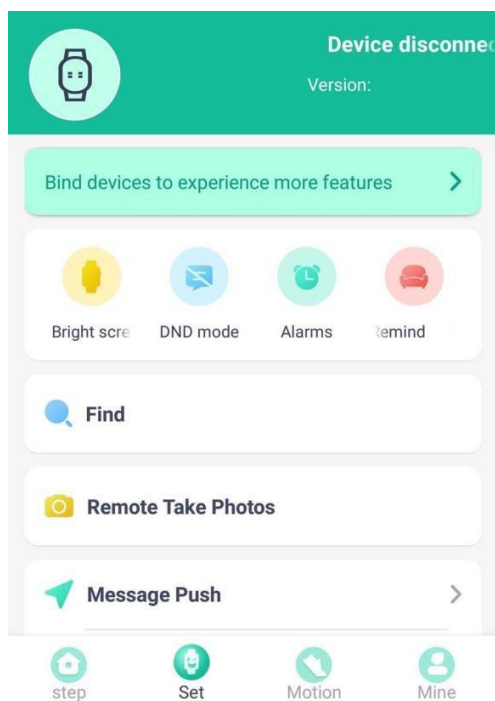 Device disconne
Version:
Bind devices to experience more features
Bright scre
DND mode
Alarms
Remind
Find
Remote Take Photos
Message Push
step
Set
Motion
Mine